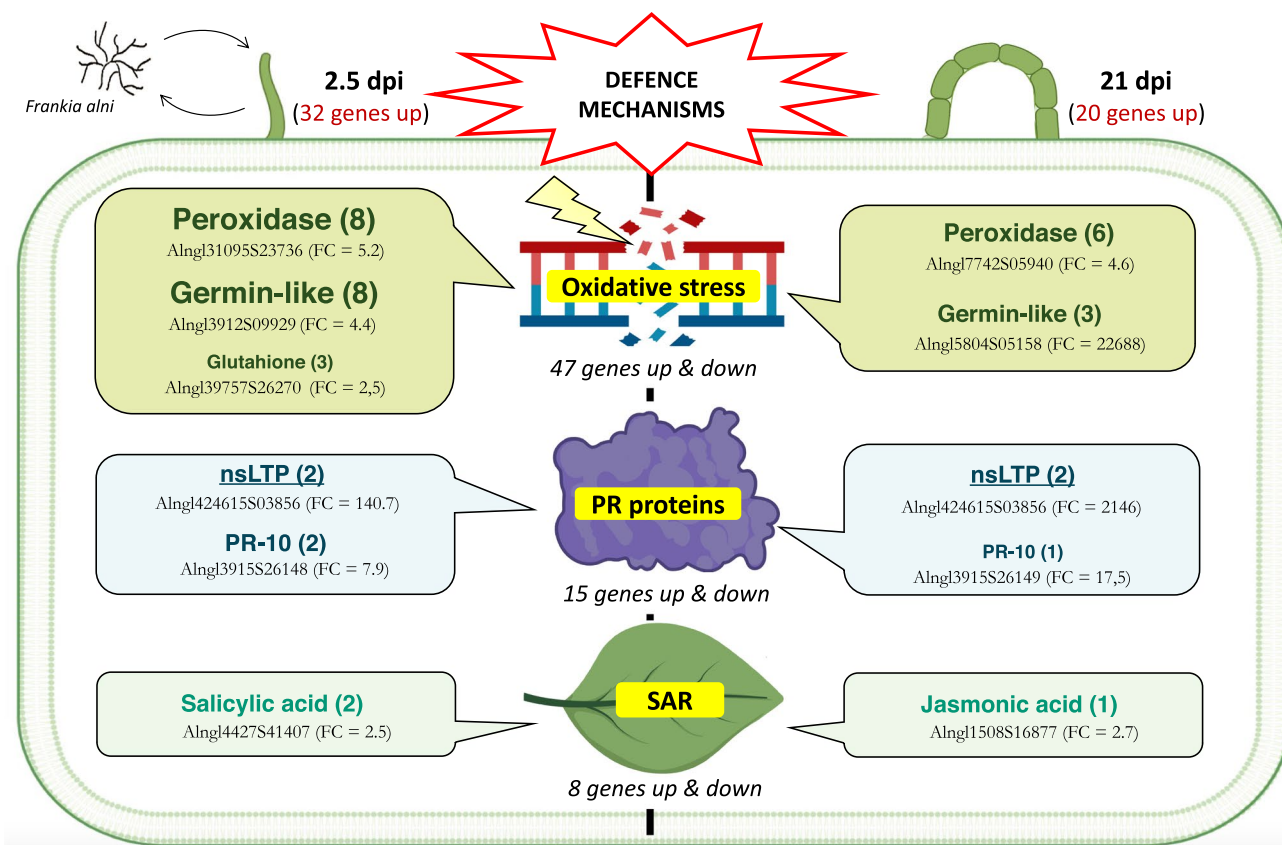 Frankia alni
2.5 dpi
(32 genes up)
DEFENCE
MECHANISMS
21 dpi
(20 genes up)
Peroxidase (8)
Alngl31095S23736 (FC = 5.2)
Germin-like (8)
Alngl3912S09929 (FC = 4.4)
Glutahione (3)
Alngl39757S26270 (FC = 2,5)
Oxidative stress
47 genes up & down
Peroxidase (6)
Alngl7742S05940 (FC = 4.6)
Germin-like (3)
Alngl5804S05158 (FC = 22688)
nsLTP (2)
Alngl424615S03856 (FC = 140.7)
PR-10 (2)
Alngl3915S26148 (FC = 7.9)
PR proteins
15 genes up & down
nsLTP (2)
Alngl424615S03856 (FC = 2146)
PR-10 (1)
Alngl3915S26149 (FC = 17,5)
Salicylic acid (2)
Alngl4427S41407 (FC = 2.5)
SAR
8 genes up & down
Jasmonic acid (1)
Alngl1508S16877 (FC = 2.7)